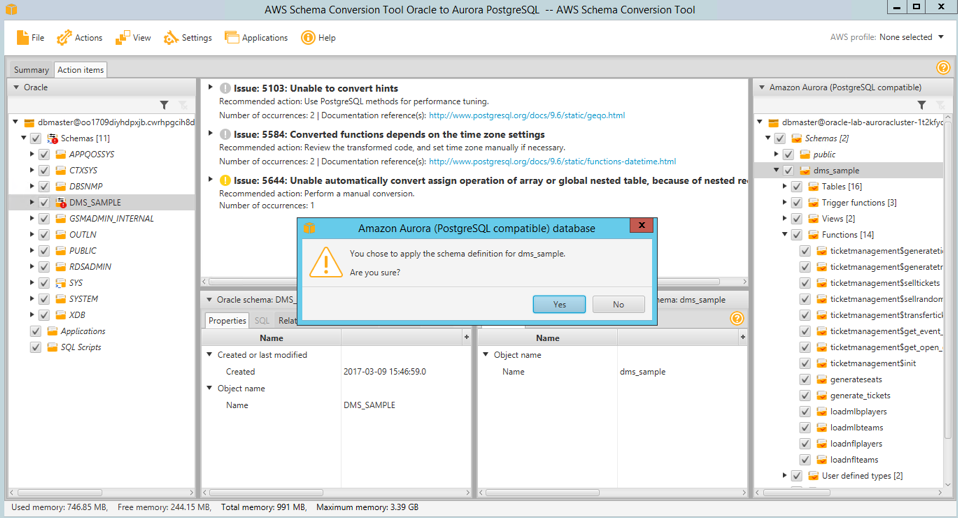 AWS Schema Conversion Tool Oracle to Aurora PostgreSQL -- AWS Schema Conversion Tool
File Actions View Settings Applications Help AWS profile: None selected
Summary Action items
Oracle
dbmaster@oo1709diyhdpxjb.cwrhpgcih8d
Schemas [11]
APPQOSSYS
CTXSYS
DBSNMP
DMS_SAMPLE
GSMADMIN_INTERNAL
OUTLN
PUBLIC
RDSADMIN
SYS
SYSTEM
XDB
Applications
SQL Scripts
Issue: 5103: Unable to convert hints
Recommended action: Use PostgreSQL methods for performance tuning.
Number of occurrences: 2 | Documentation reference(s): http://www.postgresql.org/docs/9.6/static/geqo.html
Issue: 5584: Converted functions depends on the time zone settings
Recommended action: Review the transformed code, and set time zone manually if necessary.
Number of occurrences: 2 | Documentation reference(s): http://www.postgresql.org/docs/9.6/static/functions-datetime.html
Issue: 5644: Unable automatically convert assign operation of array or global nested table, because of nested re
Recommended action: Perform a manual conversion.
Number of occurrences: 1
Amazon Aurora (PostgreSQL compatible) database
You chose to apply the schema definition for dms_sample.
Are you sure?
Yes No
Oracle schema: DMS_
Properties SQL Relat
Name
Created or last modified
Created 2017-03-09 15:46:59.0
Object name
Name DMS_SAMPLE
ema: dms_sample
Name
Object name
Name dms_sample
Amazon Aurora (PostgreSQL compatible)
dbmaster@oracle-lab-auroracluster-1t2kfyc
Schemas [2]
public
dms_sample
Tables [16]
Trigger functions [3]
Views [2]
Functions [14]
ticketmanagement$generatetic
ticketmanagement$generatetr
ticketmanagement$selltickets
ticketmanagement$sellrandom
ticketmanagement$transfertick
ticketmanagement$get_event_
ticketmanagement$get_open_
ticketmanagement$init
generateseats
generate_tickets
loadmlbplayers
loadmlbteams
loadnflplayers
loadnflteams
User defined types [2]
Used memory: 746.85 MB, Free memory: 244.15 MB, Total memory: 991 MB, Maximum memory: 3.39 GB